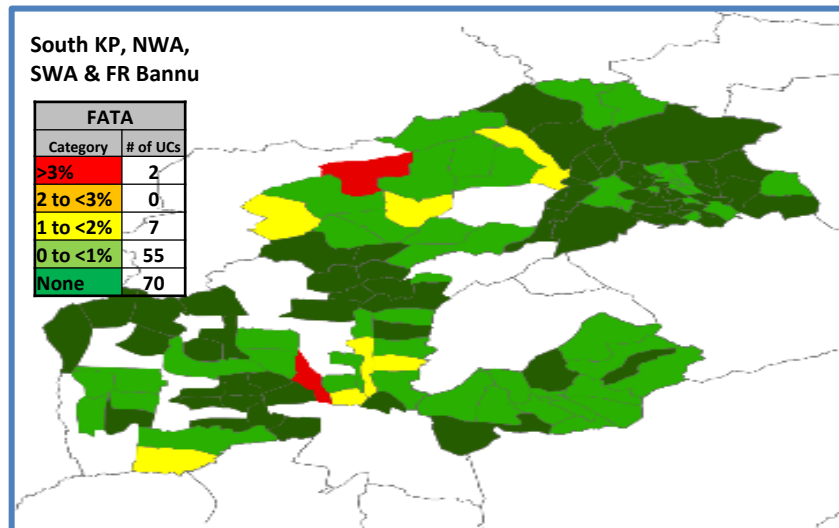 South KP, NWA,
SWA & FR Bannu
FATA
Category # of UCs
>3% 2
2 to <3% 0
1 to <2% 7
0 to <1% 55
None 70